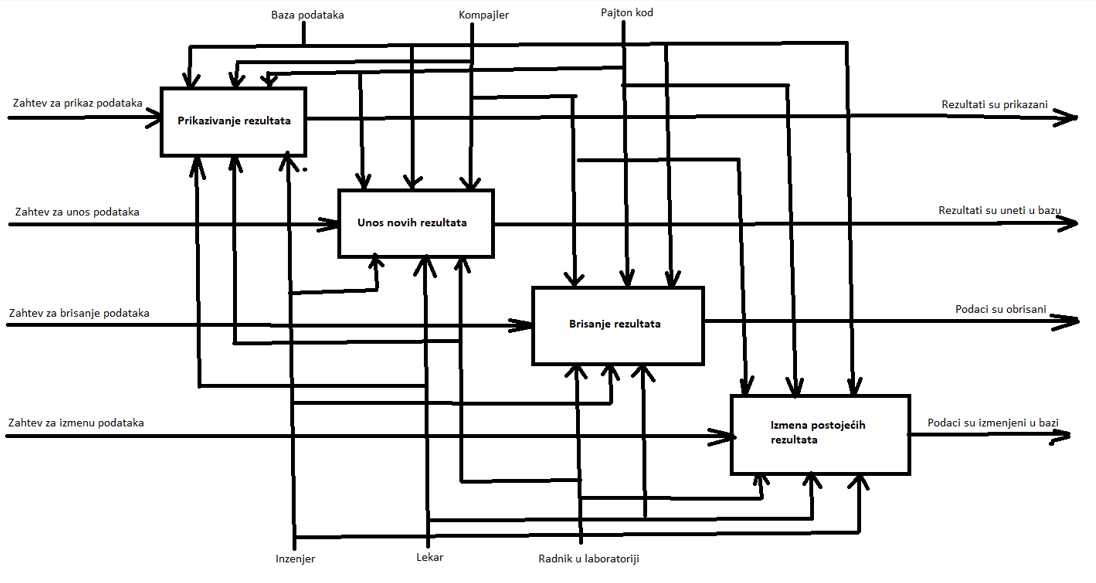 Baza podataka
Kompajler
Pajton kod
Zahtev za prikaz podataka
Prikazivanje rezultata
Rezultati su prikazani
Zahtev za unos podataka
Unos novih rezultata
Rezultati su uneti u bazu
Zahtev za brisanje podataka
Brisanje rezultata
Podaci su obrisani
Zahtev za izmenu podataka
Izmena postojećih
rezultata
Podaci su izmenjeni u bazi
Inzenjer
Lekar
Radnik u laboratoriji